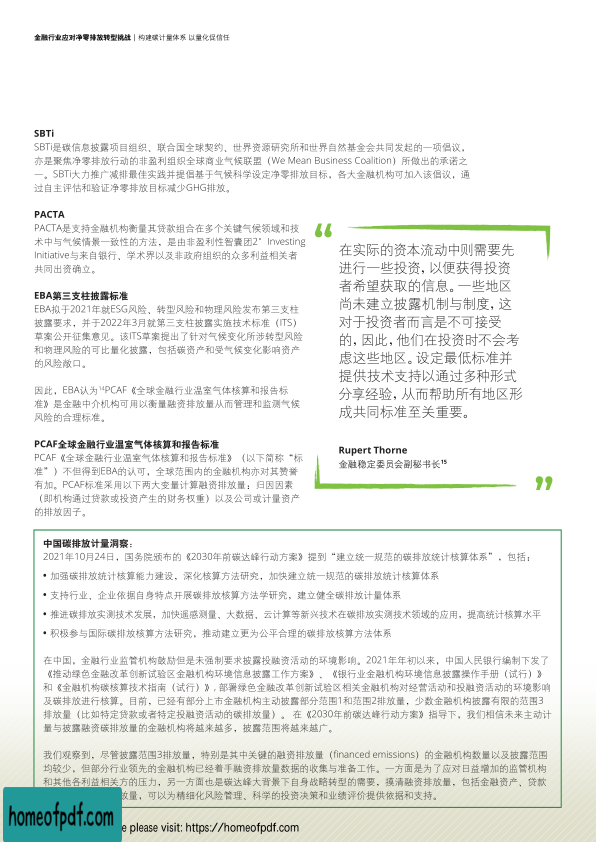 金融行业应对净零排放转型挑战 | 构建碳计量体系 以量化促信任
SBTi
SBTi是碳信息披露项目组织、联合国全球契约、世界资源研究所和世界自然基金会共同发起的一项倡议，
亦是聚焦净零排放行动的非盈利组织全球商业气候联盟（We Mean Business Coalition）所做出的承诺之
一。SBTi大力推广减排最佳实践并提倡基于气候科学设定净零排放目标，各大金融机构可加入该倡议，通
过自主评估和验证净零排放目标减少GHG排放。
PACTA
PACTA是支持金融机构衡量其贷款组合在多个关键气候领域和技
术中与气候情景一致性的方法，是由非盈利性智囊团2° Investing
Initiative与来自银行、学术界以及非政府组织的众多利益相关者
共同出资确立。
EBA第三支柱披露标准
EBA拟于2021年就ESG风险、转型风险和物理风险发布第三支柱
披露要求，并于2022年3月就第三支柱披露实施技术标准（ITS）
草案公开征集意见。该ITS草案提出了针对气候变化所涉转型风险
和物理风险的可比量化披露，包括碳资产和受气候变化影响资产
的风险敞口。
因此，EBA认为¹⁴PCAF《全球金融行业温室气体核算和报告标
准》是金融中介机构可用以衡量融资排放量从而管理和监测气候
风险的合理标准。
PCAF全球金融行业温室气体核算和报告标准
PCAF《全球金融行业温室气体核算和报告标准》（以下简称“标
准”）不但得到EBA的认可，全球范围内的金融机构亦对其赞誉
有加。PCAF标准采用以下两大变量计算融资排放量：归因因素
（即机构通过贷款或投资产生的财务权重）以及公司或计量资产
的排放因子。
“
在实际的资本流动中则需要先
进行一些投资，以便获得投资
者希望获取的信息。一些地区
尚未建立披露机制与制度，这
对于投资者而言是不可接受
的，因此，他们在投资时不会考
虑这些地区。设定最低标准并
提供技术支持以通过多种形式
分享经验，从而帮助所有地区形
成共同标准至关重要。
Rupert Thorne
金融稳定委员会副秘书长¹⁵
”
中国碳排放计量洞察：
2021年10月24日，国务院颁布的《2030年前碳达峰行动方案》提到“建立统一规范的碳排放统计核算体系”，包括：
• 加强碳排放统计核算能力建设，深化核算方法研究，加快建立统一规范的碳排放统计核算体系
• 支持行业、企业依据自身特点开展碳排放核算方法学研究，建立健全碳排放计量体系
• 推进碳排放实测技术发展，加快遥感测量、大数据、云计算等新兴技术在碳排放实测技术领域的应用，提高统计核算水平
• 积极参与国际碳排放核算方法研究，推动建立更为公平合理的碳排放核算方法体系
在中国，金融行业监管机构鼓励但是未强制要求披露投融资活动的环境影响。2021年年初以来，中国人民银行编制下发了
《推动绿色金融改革创新试验区金融机构环境信息披露工作方案》、《银行业金融机构环境信息披露操作手册（试行）》
和《金融机构碳核算技术指南（试行）》，部署绿色金融改革创新试验区相关金融机构对经营活动和投融资活动的环境影响
及碳排放进行核算。目前，已经有部分上市金融机构主动披露部分范围1和范围2排放量，少数金融机构披露有限的范围3
排放量（比如特定贷款或者特定投融资活动的碳排放量）。 在《2030年前碳达峰行动方案》指导下，我们相信未来主动计
量与披露融资碳排放量的金融机构将越来越多，披露范围将越来越广。
我们观察到，尽管披露范围3排放量，特别是其中关键的融资排放量（financed emissions）的金融机构数量以及披露范围
均较少，但部分行业领先的金融机构已经着手融资排放量数据的收集与准备工作。一方面是为了应对日益增加的监管机构
和其他各利益相关方的压力，另一方面也是碳达峰大背景下自身战略转型的需要，摸清融资排放量，包括金融资产、贷款
放量，可以为精细化风险管理、科学的投资决策和业绩评价提供依据和支持。
homeofpdf.com
e please visit: https://homeofpdf.com